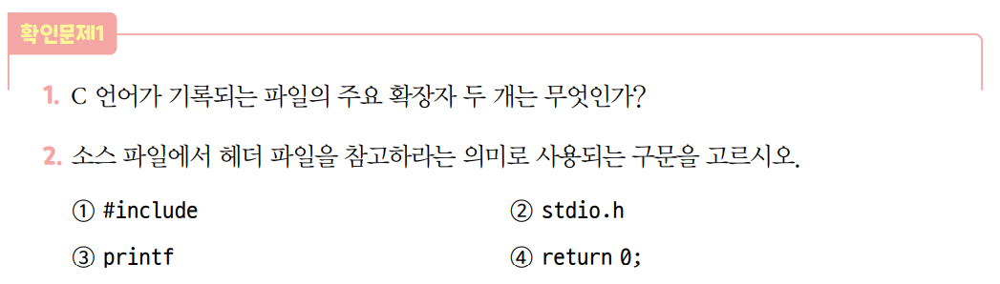 확인문제1
1. C 언어가 기록되는 파일의 주요 확장자 두 개는 무엇인가?
2. 소스 파일에서 헤더 파일을 참고하라는 의미로 사용되는 구문을 고르시오.
① #include ② stdio.h
③ printf ④ return 0;